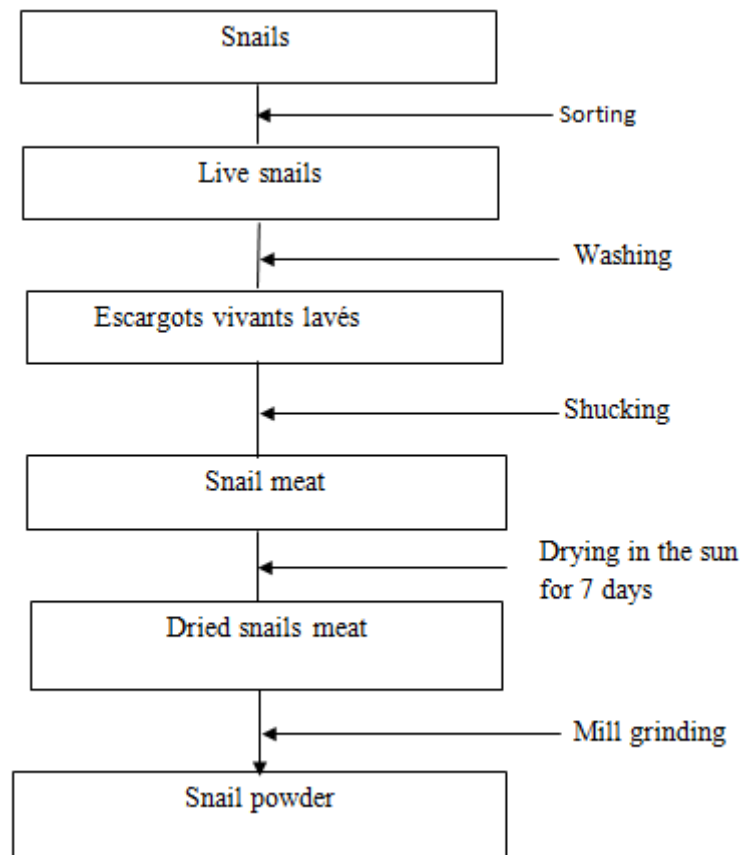 Snails
Sorting
Live snails
Washing
Escargots vivants lavés
Shucking
Snail meat
Drying in the sun
for 7 days
Dried snails meat
Mill grinding
Snail powder